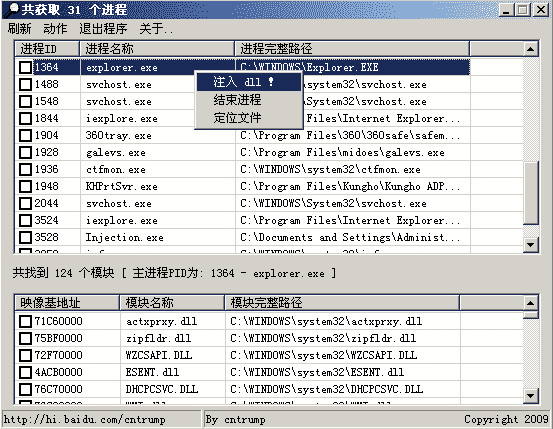 共获取 31 个进程
刷新 动作 退出程序 关于..
进程ID 进程名称 进程完整路径
1364 explorer.exe C:\WINDOWS\Explorer.EXE
1488 svchost.exe C:\WINDOWS\system32\svchost.exe
1548 svchost.exe C:\WINDOWS\System32\svchost.exe
1844 iexplore.exe C:\Program Files\Internet Explorer...
1904 360tray.exe C:\Program Files\360\360safe\safem...
1928 galevs.exe C:\Program Files\midoes\galevs.exe
1936 ctfmon.exe C:\WINDOWS\system32\ctfmon.exe
1948 KHPrtSvr.exe C:\Program Files\Kungho\Kungho ADP...
2044 svchost.exe C:\WINDOWS\System32\svchost.exe
3524 iexplore.exe C:\Program Files\Internet Explorer...
3528 Injection.exe C:\Documents and Settings\Administ...
注入 dll !
结束进程
定位文件
共找到 124 个模块 [ 主进程PID为: 1364 - explorer.exe ]
映像基地址 模块名称 模块完整路径
71C60000 actxprxy.dll C:\WINDOWS\system32\actxprxy.dll
75BF0000 zipfldr.dll C:\WINDOWS\system32\zipfldr.dll
72F70000 WZCSAPI.DLL C:\WINDOWS\system32\WZCSAPI.DLL
4ACB0000 ESENT.dll C:\WINDOWS\system32\ESENT.dll
76C70000 DHCPCSVC.DLL C:\WINDOWS\system32\DHCPCSVC.DLL
http://hi.baidu.com/cntrump By cntrump Copyright 2009